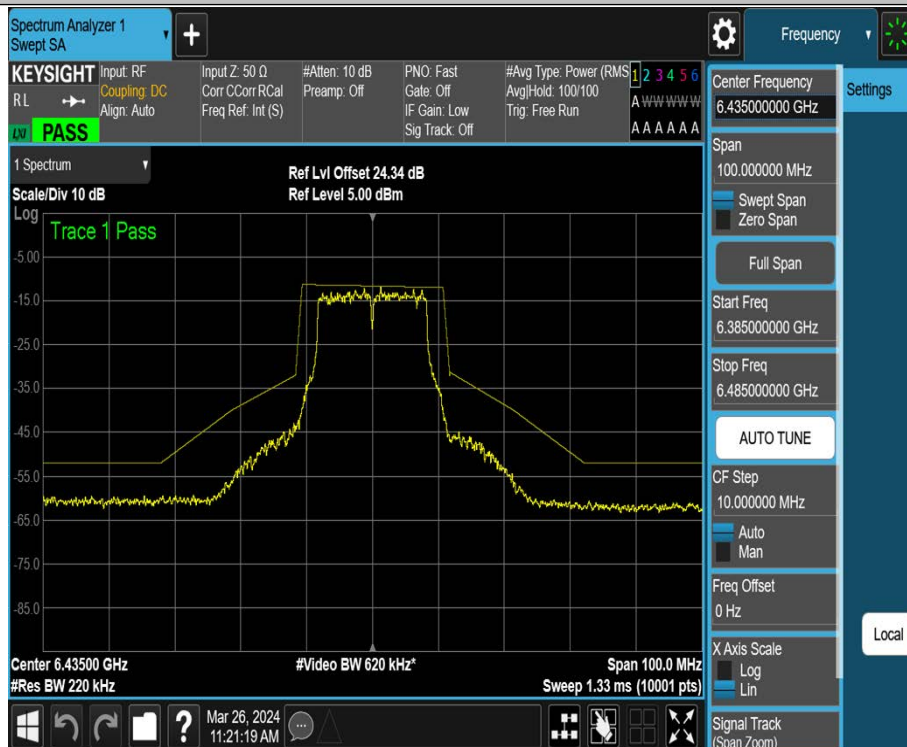 Spectrum Analyzer 1
Swept SA
+
Frequency
KEYSIGHT
RL
LXI
PASS
Input: RF
Coupling: DC
Align: Auto
Input Z: 50 Ω
Corr CCorr RCal
Freq Ref: Int (S)
#Atten: 10 dB
Preamp: Off
PNO: Fast
Gate: Off
IF Gain: Low
Sig Track: Off
#Avg Type: Power (RMS
Avg|Hold: 100/100
Trig: Free Run
1 2 3 4 5 6
A W W W W W
A A A A A A
1 Spectrum
Scale/Div 10 dB
Ref Lvl Offset 24.34 dB
Ref Level 5.00 dBm
Log
Trace 1 Pass
-5.00
-15.0
-25.0
-35.0
-45.0
-55.0
-65.0
-75.0
-85.0
Center 6.43500 GHz
#Res BW 220 kHz
#Video BW 620 kHz*
Span 100.0 MHz
Sweep 1.33 ms (10001 pts)
?
Mar 26, 2024
11:21:19 AM
Center Frequency
6.435000000 GHz
Span
100.000000 MHz
Swept Span
Zero Span
Full Span
Start Freq
6.385000000 GHz
Stop Freq
6.485000000 GHz
AUTO TUNE
CF Step
10.000000 MHz
Auto
Man
Freq Offset
0 Hz
X Axis Scale
Log
Lin
Signal Track
(Span Zoom)
Settings
Local